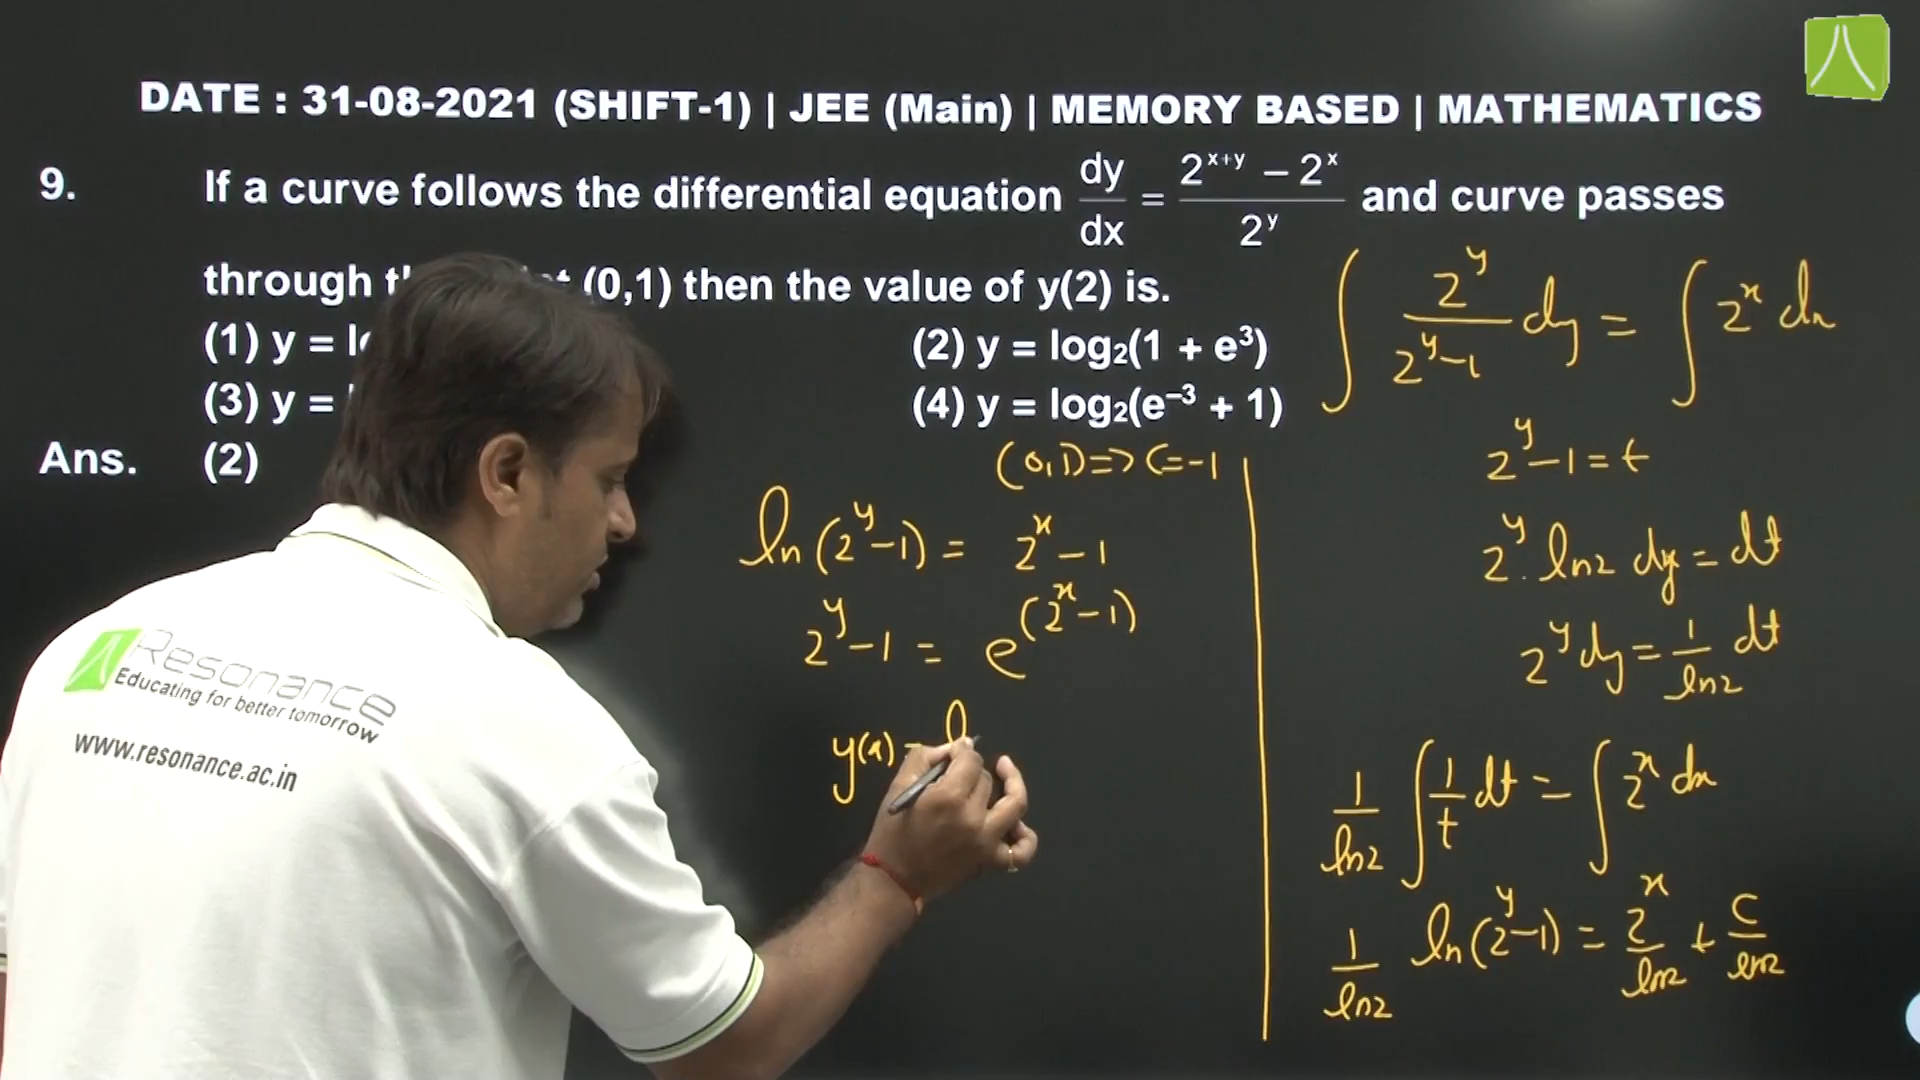 DATE : 31-08-2021 (SHIFT-1) | JEE (Main) | MEMORY BASED | MATHEMATICS
9. If a curve follows the differential equation dy/dx = (2^(x+y) – 2^x)/2^y and curve passes
through (0,1) then the value of y(2) is.
(1) y = (2) y = log₂(1 + e³)
(3) y = (4) y = log₂(e⁻³ + 1)
Ans. (2)
(0,1) => C = -1
ln(2^y - 1) = 2^x - 1
2^y - 1 = e^(2^x - 1)
y(x) =
∫ 2^y/(2^y - 1) dy = ∫ 2^x dx
2^y - 1 = t
2^y . ln2 dy = dt
2^y dy = 1/ln2 dt
1/ln2 ∫ 1/t dt = ∫ 2^x dx
1/ln2 ln(2^y - 1) = 2^x/ln2 + C/ln2
Resonance
Educating for better tomorrow
www.resonance.ac.in